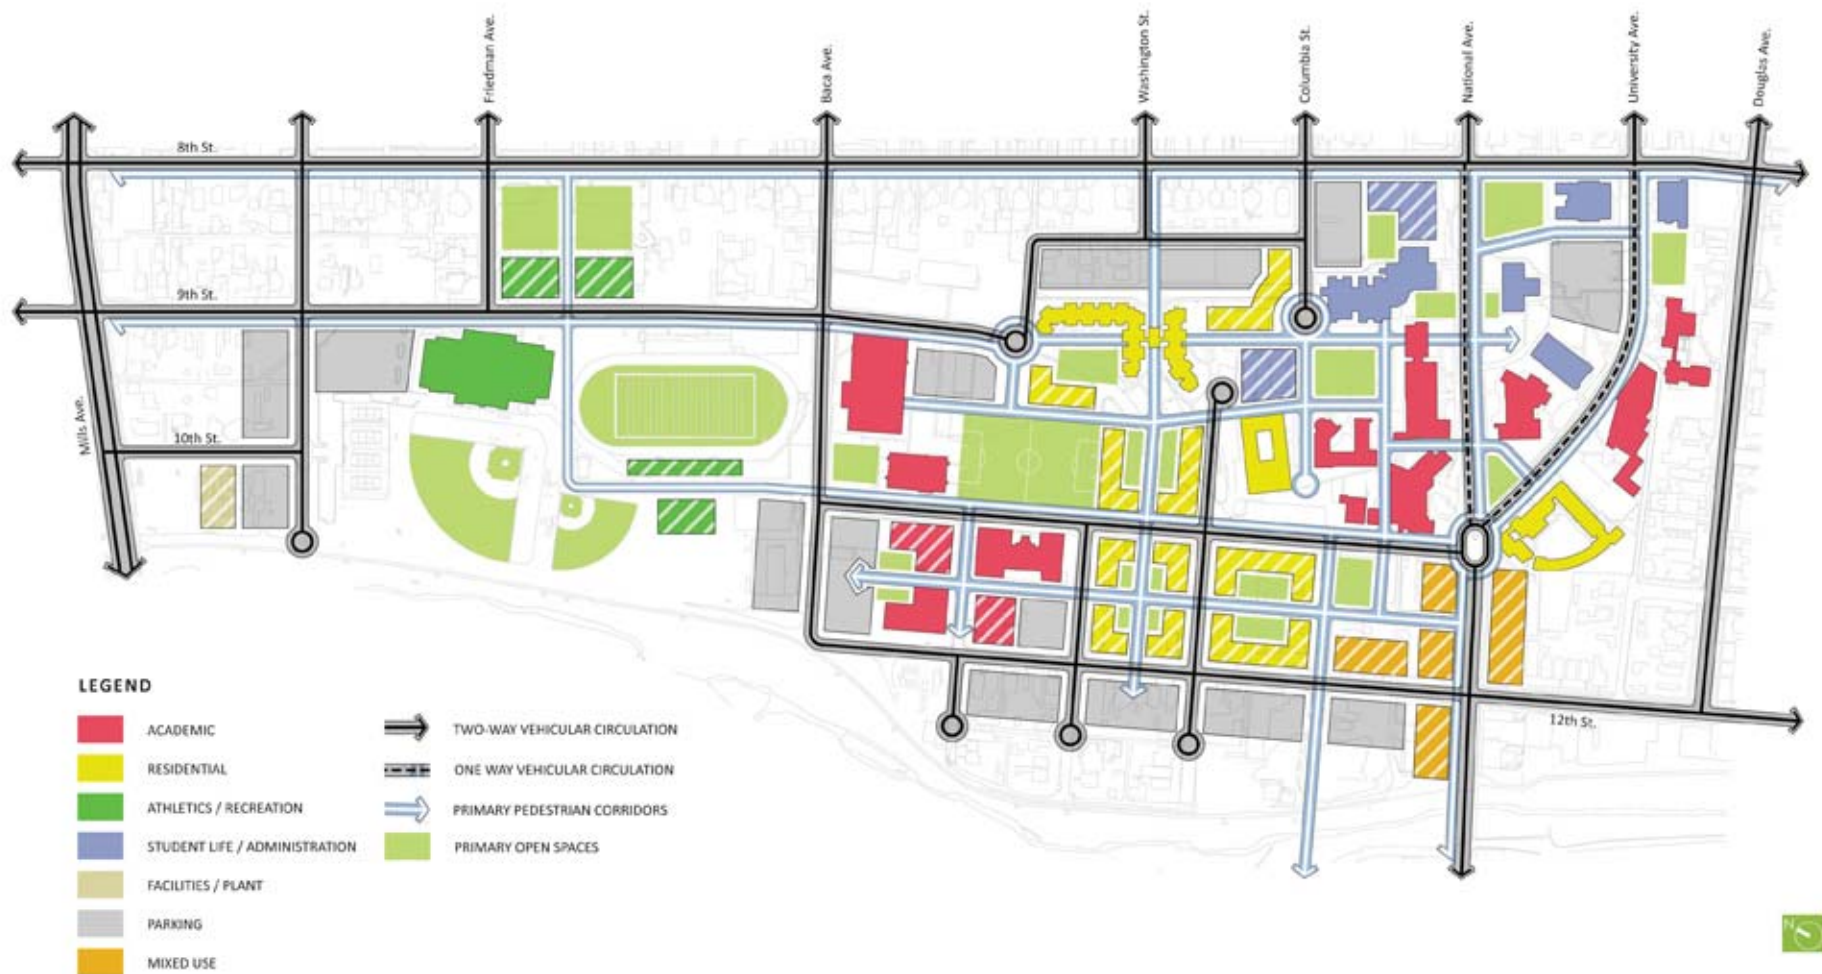 Friedman Ave.
Baca Ave.
Washington St.
Columbia St.
National Ave.
University Ave.
Douglas Ave.
8th St.
9th St.
Mills Ave.
10th St.
12th St.
LEGEND
ACADEMIC
RESIDENTIAL
ATHLETICS / RECREATION
STUDENT LIFE / ADMINISTRATION
FACILITIES / PLANT
PARKING
MIXED USE
TWO-WAY VEHICULAR CIRCULATION
ONE WAY VEHICULAR CIRCULATION
PRIMARY PEDESTRIAN CORRIDORS
PRIMARY OPEN SPACES
N